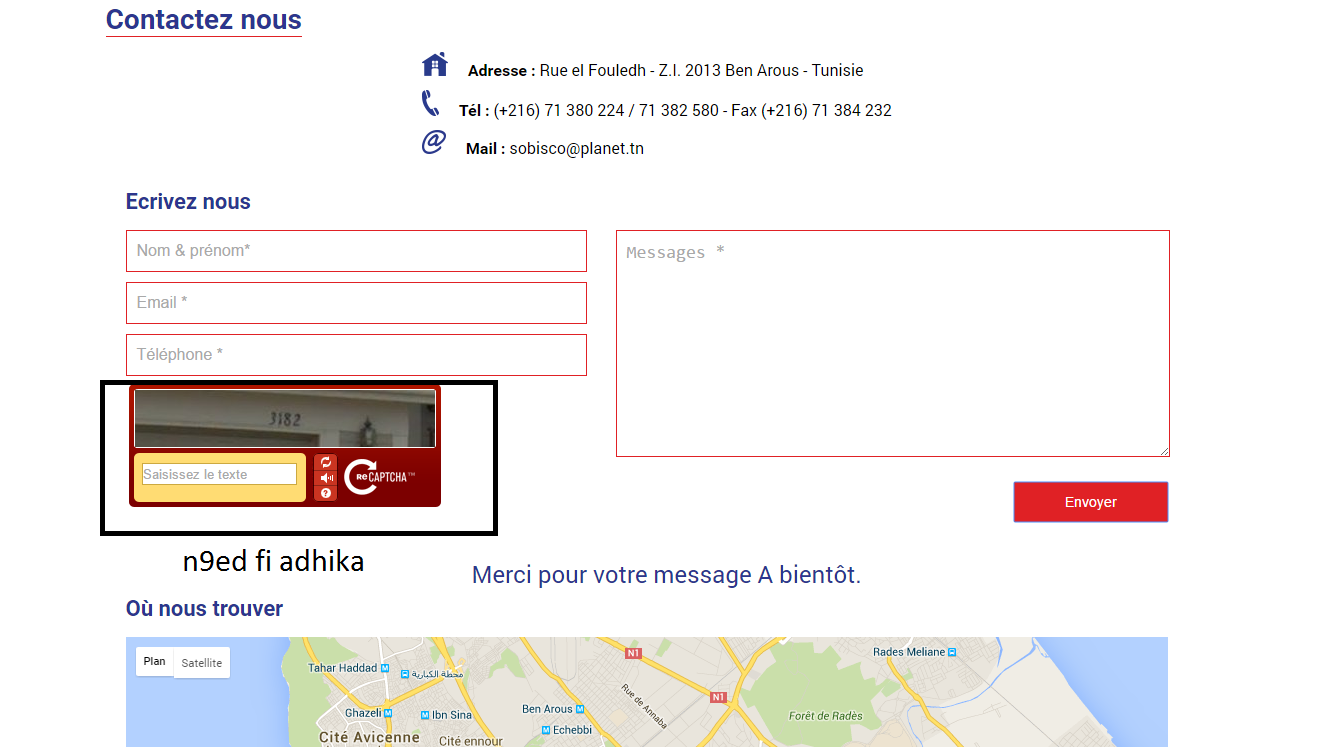 Contactez nous
Adresse : Rue el Fouledh - Z.I. 2013 Ben Arous - Tunisie
Tél : (+216) 71 380 224 / 71 382 580 - Fax (+216) 71 384 232
Mail : sobisco@planet.tn
Ecrivez nous
Nom & prénom*
Messages *
Email *
Téléphone *
3182
Saisissez le texte
reCAPTCHA™
Envoyer
n9ed fi adhika
Merci pour votre message A bientôt.
Où nous trouver
Plan
Satellite
N1
Rades Meliane
Tahar Haddad
محطة الكبارية
Rue de Annaba
N1
Ghazeli
Ibn Sina
Ben Arous
Forêt de Radès
Echebbi
Cité Avicenne
Cité ennour